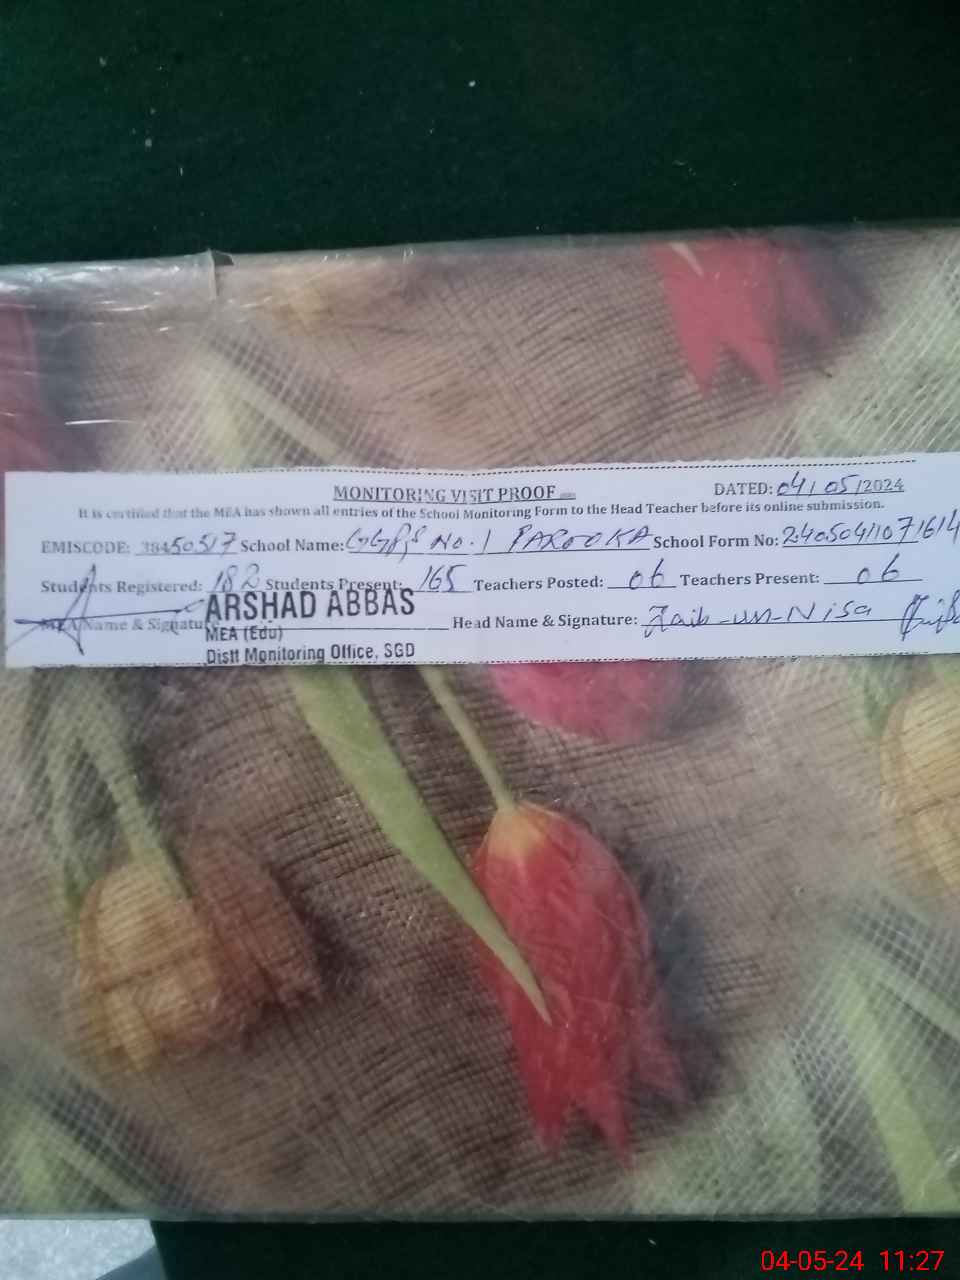 MONITORING VISIT PROOF
DATED: 04/05/2024
It is certified that the MEA has shown all entries of the School Monitoring Form to the Head Teacher before its online submission.
EMISCODE: 38450517 School Name: GGPS No. 1 PAROOKA School Form No: 2405041071614
Students Registered: 182 Students Present: 165 Teachers Posted: 06 Teachers Present: 06
MEA Name & Signatu Head Name & Signature: Zaib-un-Nisa
ARSHAD ABBAS
MEA (Edu)
Distt Monitoring Office, SGD
04-05-24 11:27